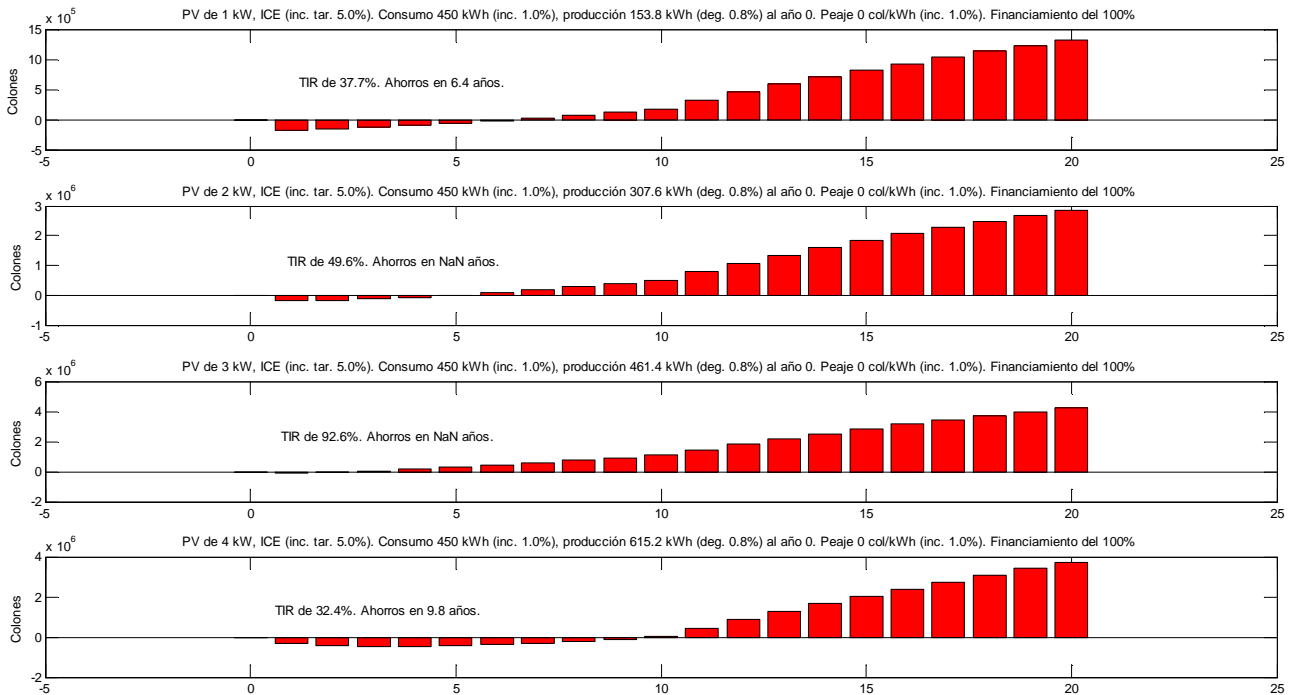 PV de 1 kW, ICE (inc. tar. 5.0%). Consumo 450 kWh (inc. 1.0%), producción 153.8 kWh (deg. 0.8%) al año 0. Peaje 0 col/kWh (inc. 1.0%). Financiamiento del 100%
x 10^5
15
10
5
0
-5
Colones
TIR de 37.7%. Ahorros en 6.4 años.
-5 0 5 10 15 20 25
PV de 2 kW, ICE (inc. tar. 5.0%). Consumo 450 kWh (inc. 1.0%), producción 307.6 kWh (deg. 0.8%) al año 0. Peaje 0 col/kWh (inc. 1.0%). Financiamiento del 100%
x 10^6
3
2
1
0
-1
Colones
TIR de 49.6%. Ahorros en NaN años.
-5 0 5 10 15 20 25
PV de 3 kW, ICE (inc. tar. 5.0%). Consumo 450 kWh (inc. 1.0%), producción 461.4 kWh (deg. 0.8%) al año 0. Peaje 0 col/kWh (inc. 1.0%). Financiamiento del 100%
x 10^6
6
4
2
0
-2
Colones
TIR de 92.6%. Ahorros en NaN años.
-5 0 5 10 15 20 25
PV de 4 kW, ICE (inc. tar. 5.0%). Consumo 450 kWh (inc. 1.0%), producción 615.2 kWh (deg. 0.8%) al año 0. Peaje 0 col/kWh (inc. 1.0%). Financiamiento del 100%
x 10^6
4
2
0
-2
Colones
TIR de 32.4%. Ahorros en 9.8 años.
-5 0 5 10 15 20 25